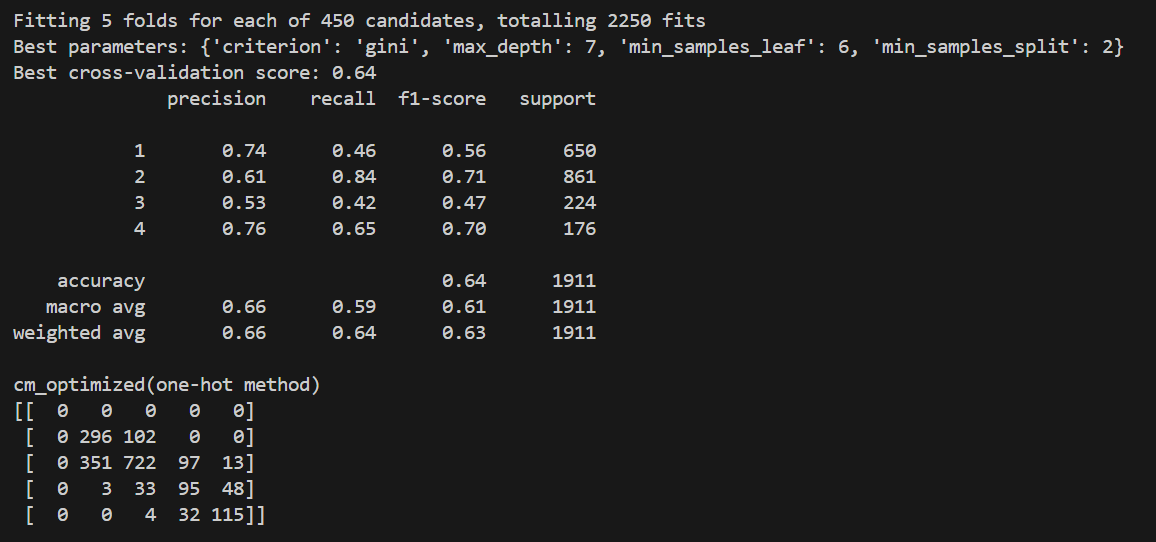 Fitting 5 folds for each of 450 candidates, totalling 2250 fits
Best parameters: {'criterion': 'gini', 'max_depth': 7, 'min_samples_leaf': 6, 'min_samples_split': 2}
Best cross-validation score: 0.64
              precision    recall  f1-score   support

           1       0.74      0.46      0.56       650
           2       0.61      0.84      0.71       861
           3       0.53      0.42      0.47       224
           4       0.76      0.65      0.70       176

    accuracy                           0.64      1911
   macro avg       0.66      0.59      0.61      1911
weighted avg       0.66      0.64      0.63      1911

cm_optimized(one-hot method)
[[  0   0   0   0   0]
 [  0 296 102   0   0]
 [  0 351 722  97  13]
 [  0   3  33  95  48]
 [  0   0   4  32 115]]